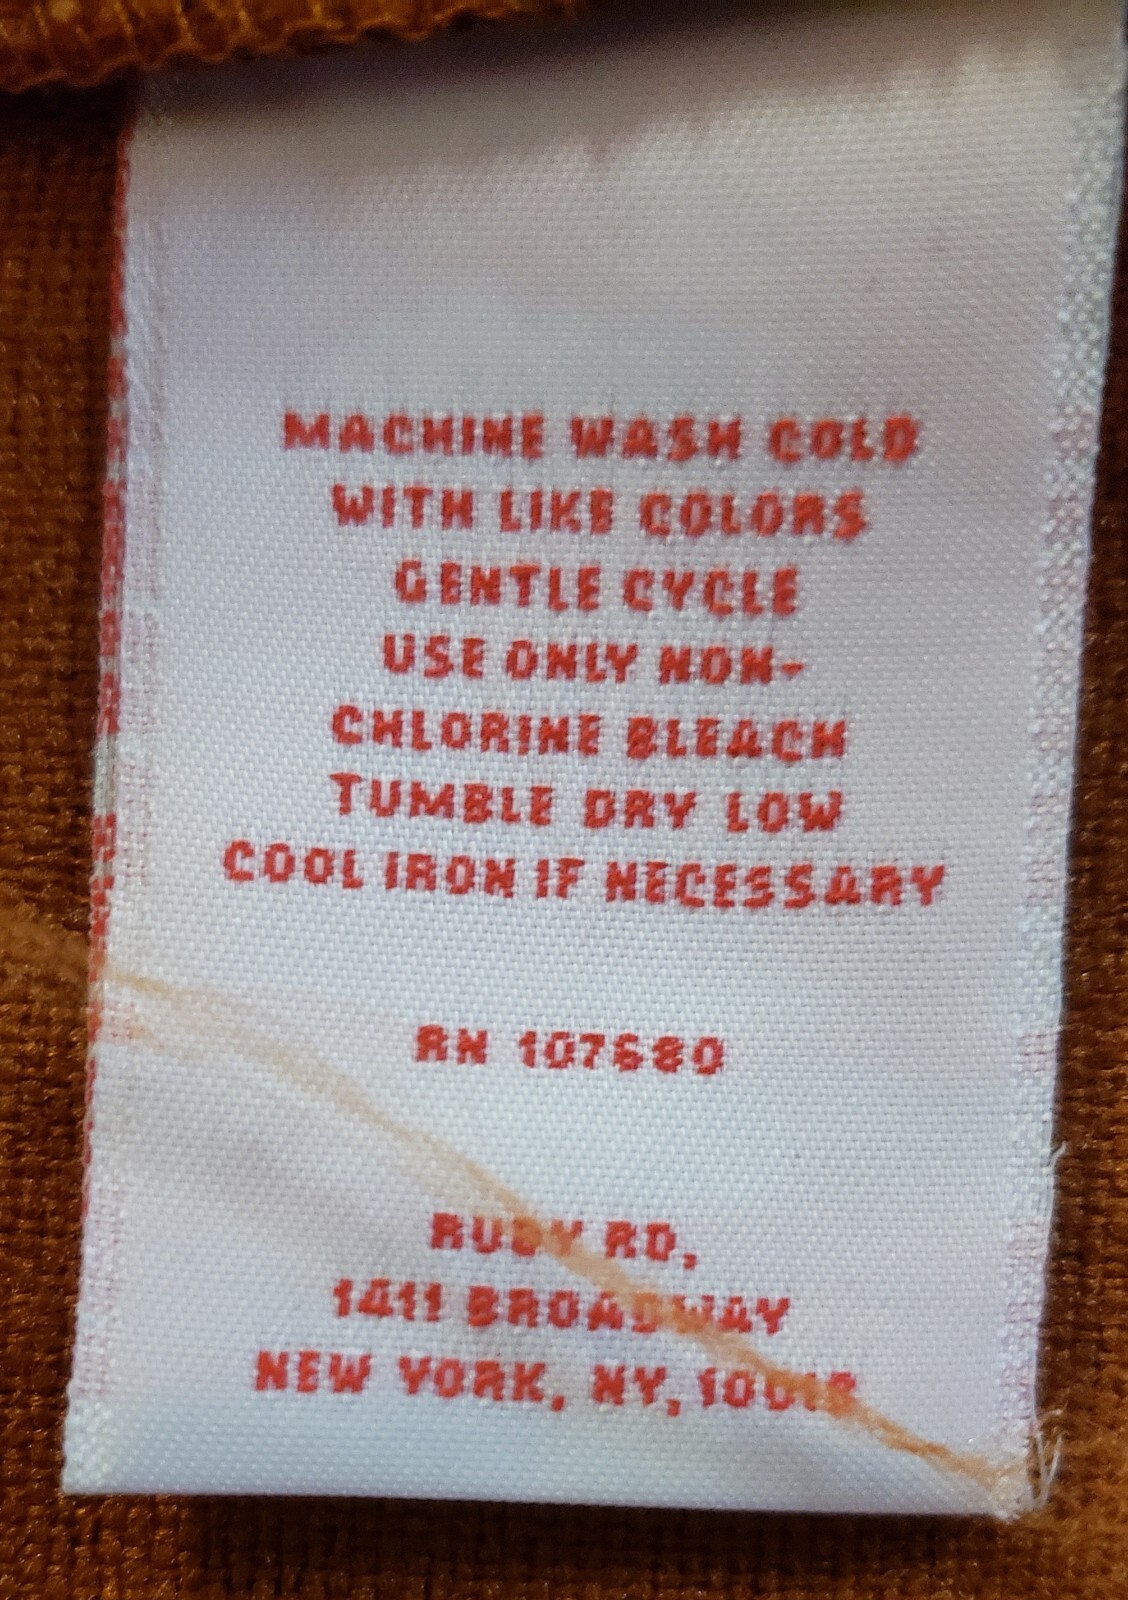 MACHINE WASH COLD
WITH LIKE COLORS
GENTLE CYCLE
USE ONLY NON-
CHLORINE BLEACH
TUMBLE DRY LOW
COOL IRON IF NECESSARY
RN 107680
RUBY RD,
1411 BROADWAY
NEW YORK, NY, 10018